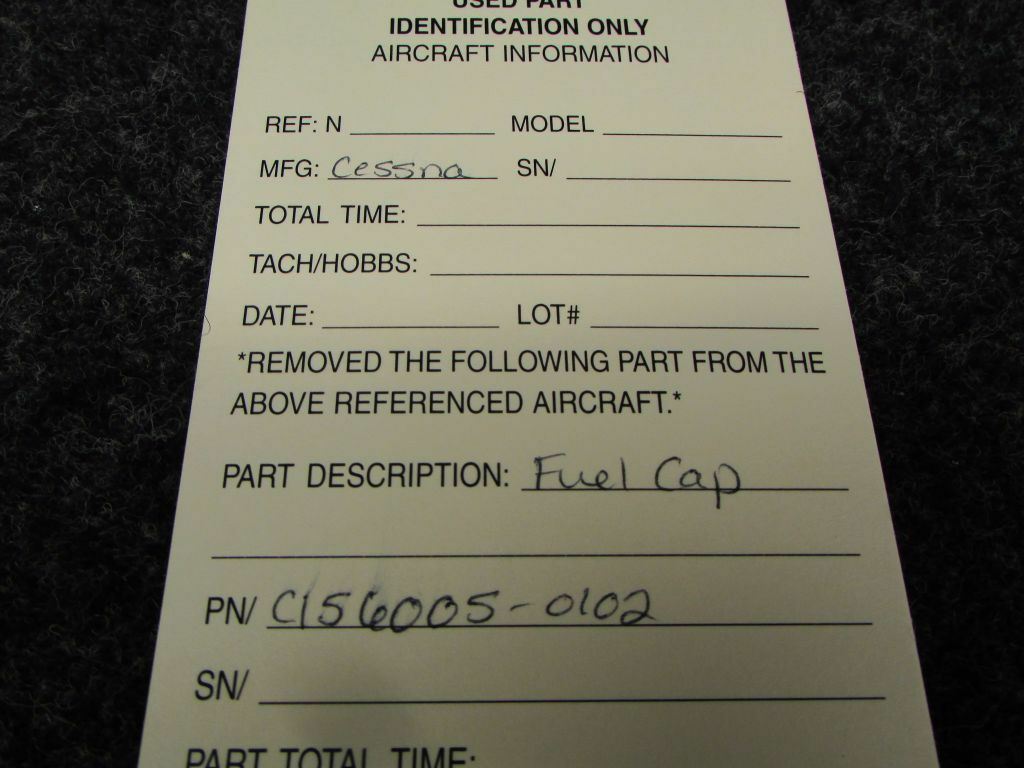 USED PART
IDENTIFICATION ONLY
AIRCRAFT INFORMATION
REF: N MODEL
MFG: Cessna SN/
TOTAL TIME:
TACH/HOBBS:
DATE: LOT#
*REMOVED THE FOLLOWING PART FROM THE
ABOVE REFERENCED AIRCRAFT.*
PART DESCRIPTION: Fuel Cap
PN/ C156005-0102
SN/
PART TOTAL TIME: